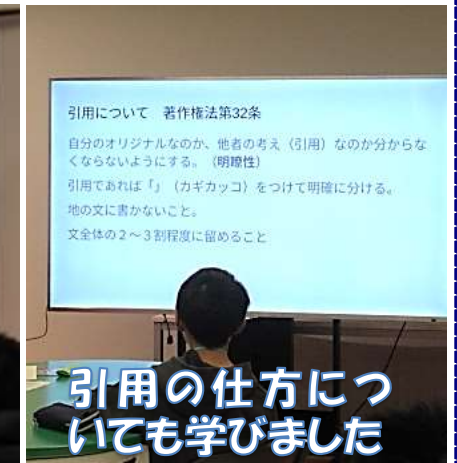 引用について 著作権法第32条
自分のオリジナルなのか、他者の考え（引用）なのか分からな
くならないようにする。（明瞭性）
引用であれば「」（カギカッコ）をつけて明確に分ける。
地の文に書かないこと。
文全体の２～３割程度に留めること
引用の仕方につ
いても学びました